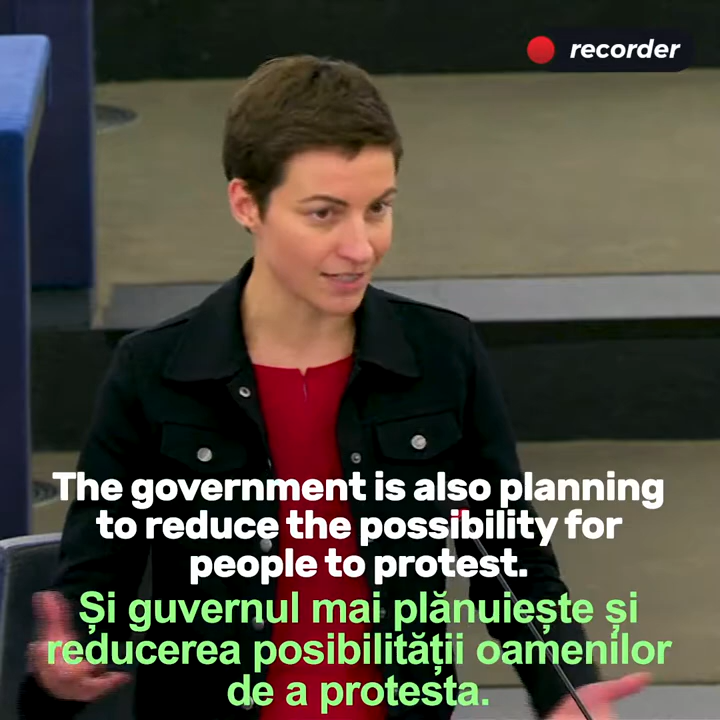 recorder
The government is also planning
to reduce the possibility for
people to protest.
Și guvernul mai plănuiește și
reducerea posibilității oamenilor
de a protesta.